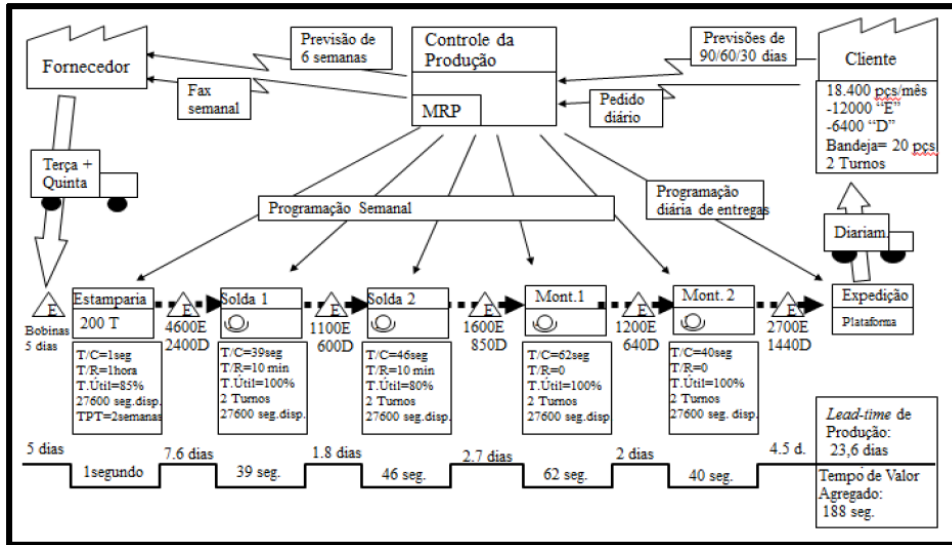 Fornecedor
Previsão de
6 semanas
Controle da
Produção
MRP
Previsões de
90/60/30 dias
Cliente
Fax
semanal
Pedido
diário
18.400 pçs/mês
-12000 “E”
-6400 “D”
Bandeja= 20 pçs
2 Turnos
Terça +
Quinta
Programação Semanal
Programação
diária de entregas
Diariam.
E
Bobinas
5 dias
Estamparia
200 T
E
4600E
2400D
Solda 1
E
1100E
600D
Solda 2
E
1600E
850D
Mont.1
E
1200E
640D
Mont. 2
E
2700E
1440D
Expedição
Plataforma
T/C=1seg
T/R=1hora
T.Útil=85%
27600 seg.disp.
TPT=2semanas
T/C=39seg
T/R=10 min
T.Útil=100%
2 Turnos
27600 seg.disp.
T/C=46seg
T/R=10 min
T.Útil=80%
2 Turnos
27600 seg.disp.
T/C=62seg
T/R=0
T.Útil=100%
2 Turnos
27600 seg.disp.
T/C=40seg
T/R=0
T.Útil=100%
2 Turnos
27600 seg.disp.
5 dias
1segundo
7.6 dias
39 seg.
1.8 dias
46 seg.
2.7 dias
62 seg.
2 dias
40 seg.
4.5 d.
Lead-time de
Produção:
23,6 dias
Tempo de Valor
Agregado:
188 seg.